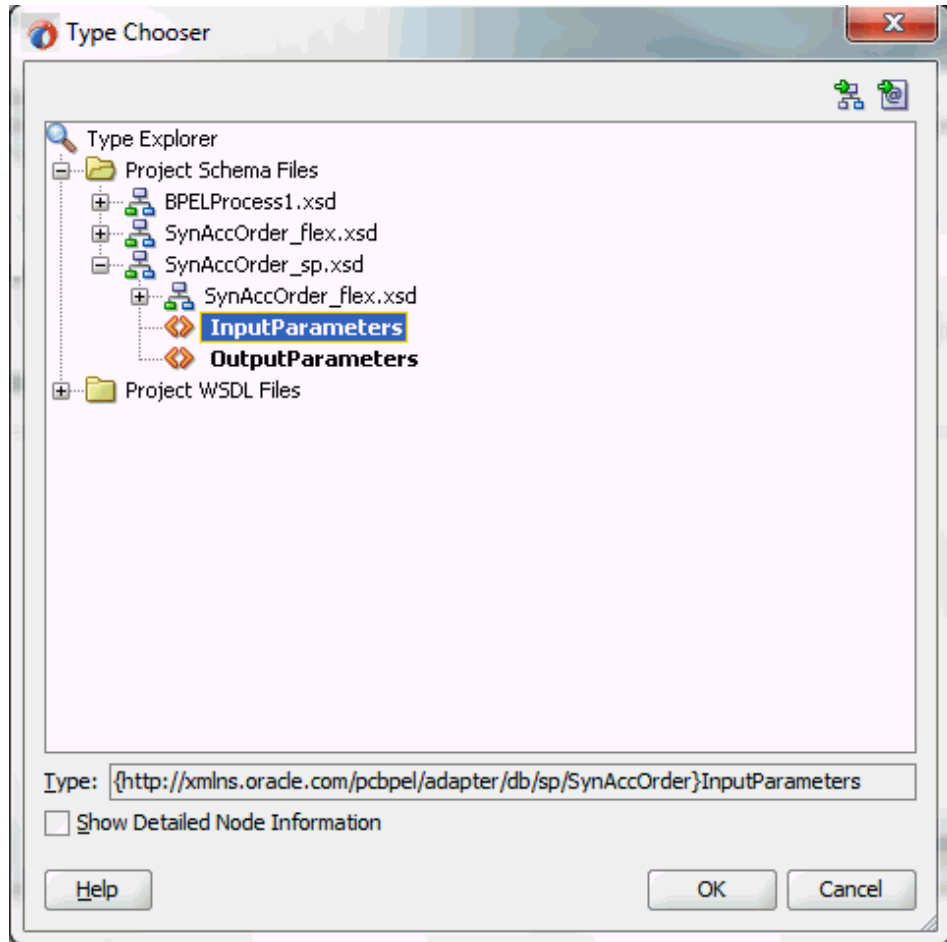 Type Chooser
Type Explorer
Project Schema Files
BPELProcess1.xsd
SynAccOrder_flex.xsd
SynAccOrder_sp.xsd
SynAccOrder_flex.xsd
InputParameters
OutputParameters
Project WSDL Files
Type: {http://xmlns.oracle.com/pcbpel/adapter/db/sp/SynAccOrder}InputParameters
Show Detailed Node Information
Help OK Cancel